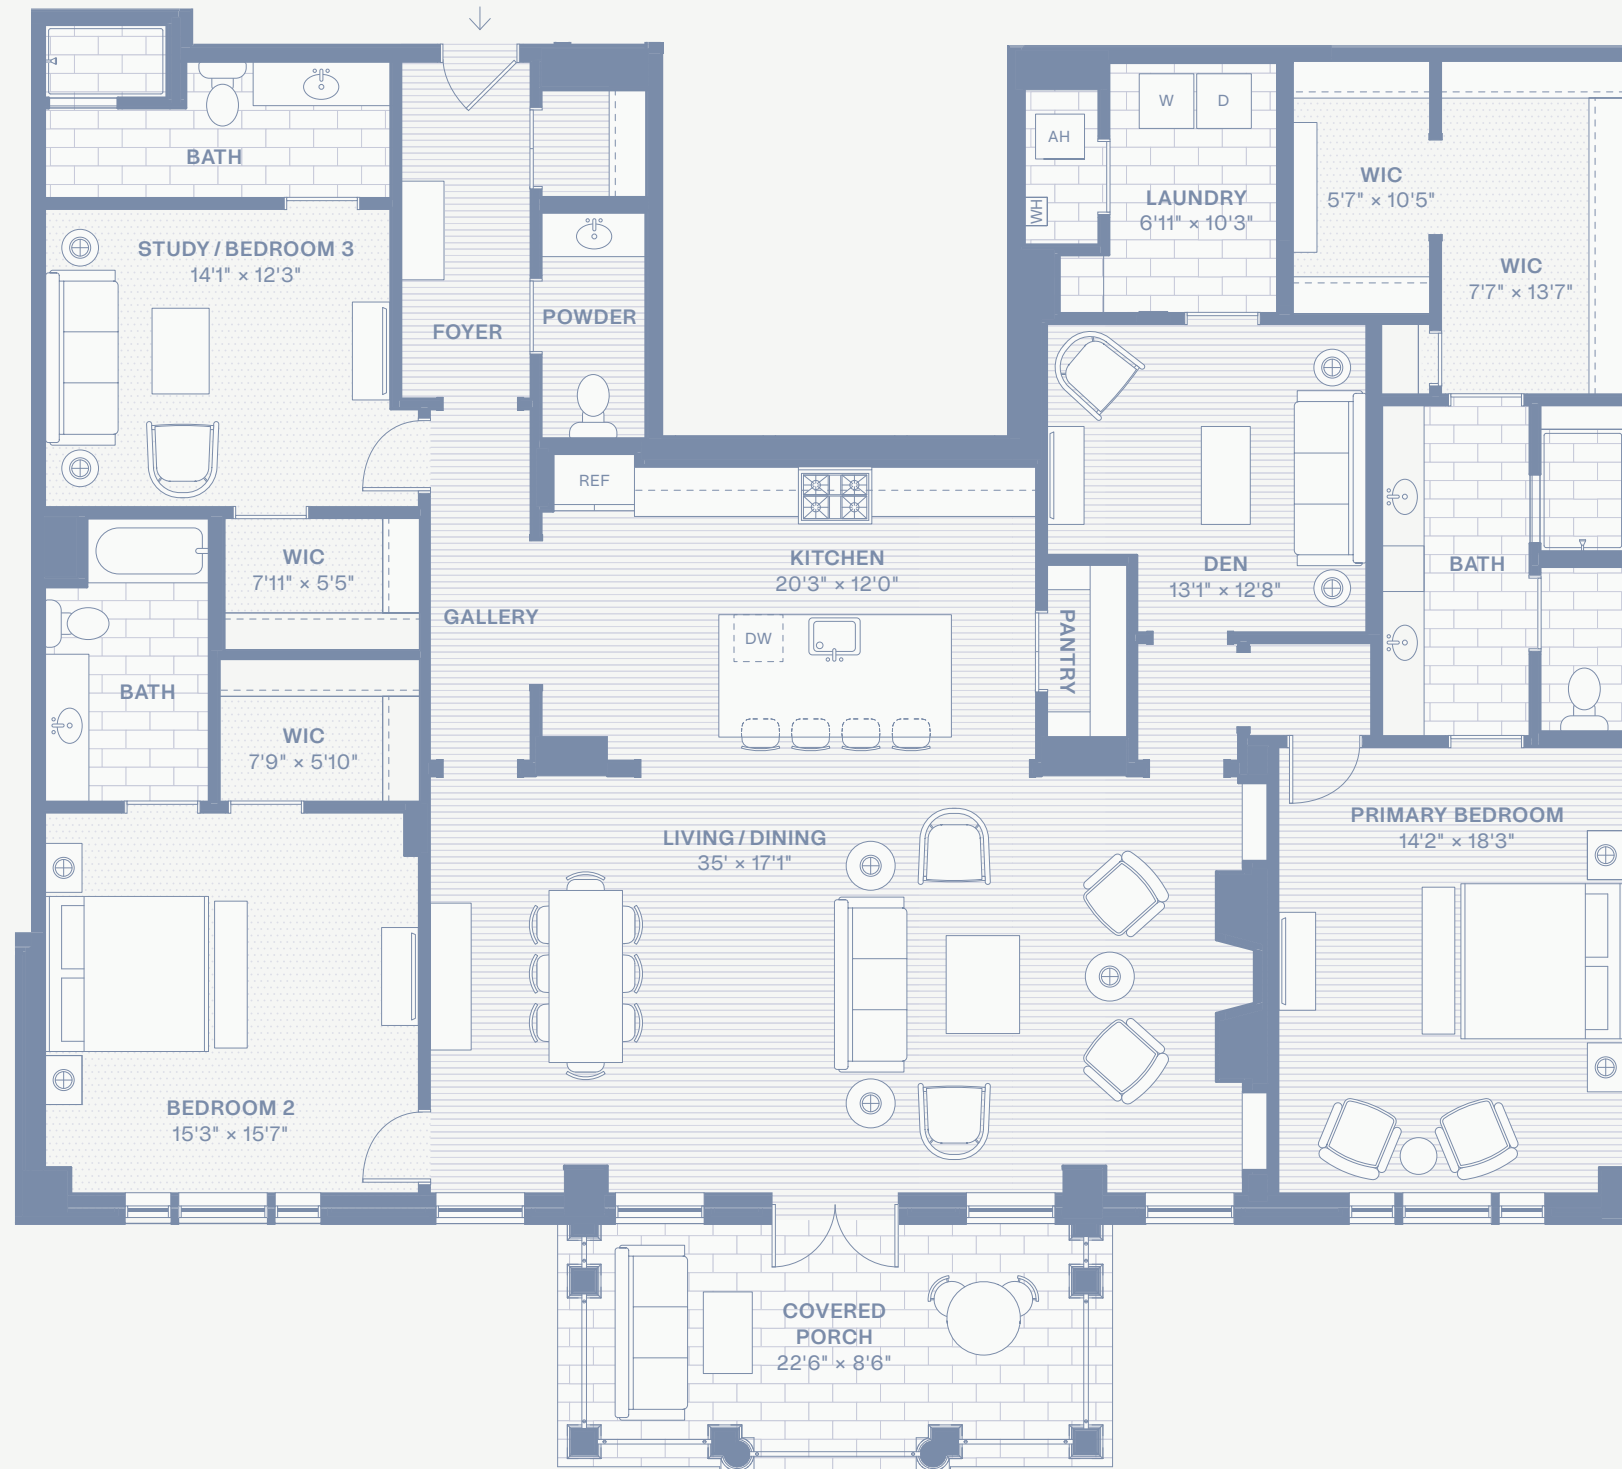 BATH
W
D
AH
WH
LAUNDRY
6'11" × 10'3"
WIC
5'7" × 10'5"
WIC
7'7" × 13'7"
STUDY / BEDROOM 3
14'1" × 12'3"
FOYER
POWDER
REF
KITCHEN
20'3" × 12'0"
DW
PANTRY
DEN
13'1" × 12'8"
BATH
WIC
7'11" × 5'5"
GALLERY
BATH
WIC
7'9" × 5'10"
LIVING / DINING
35' × 17'1"
PRIMARY BEDROOM
14'2" × 18'3"
BEDROOM 2
15'3" × 15'7"
COVERED
PORCH
22'6" × 8'6"